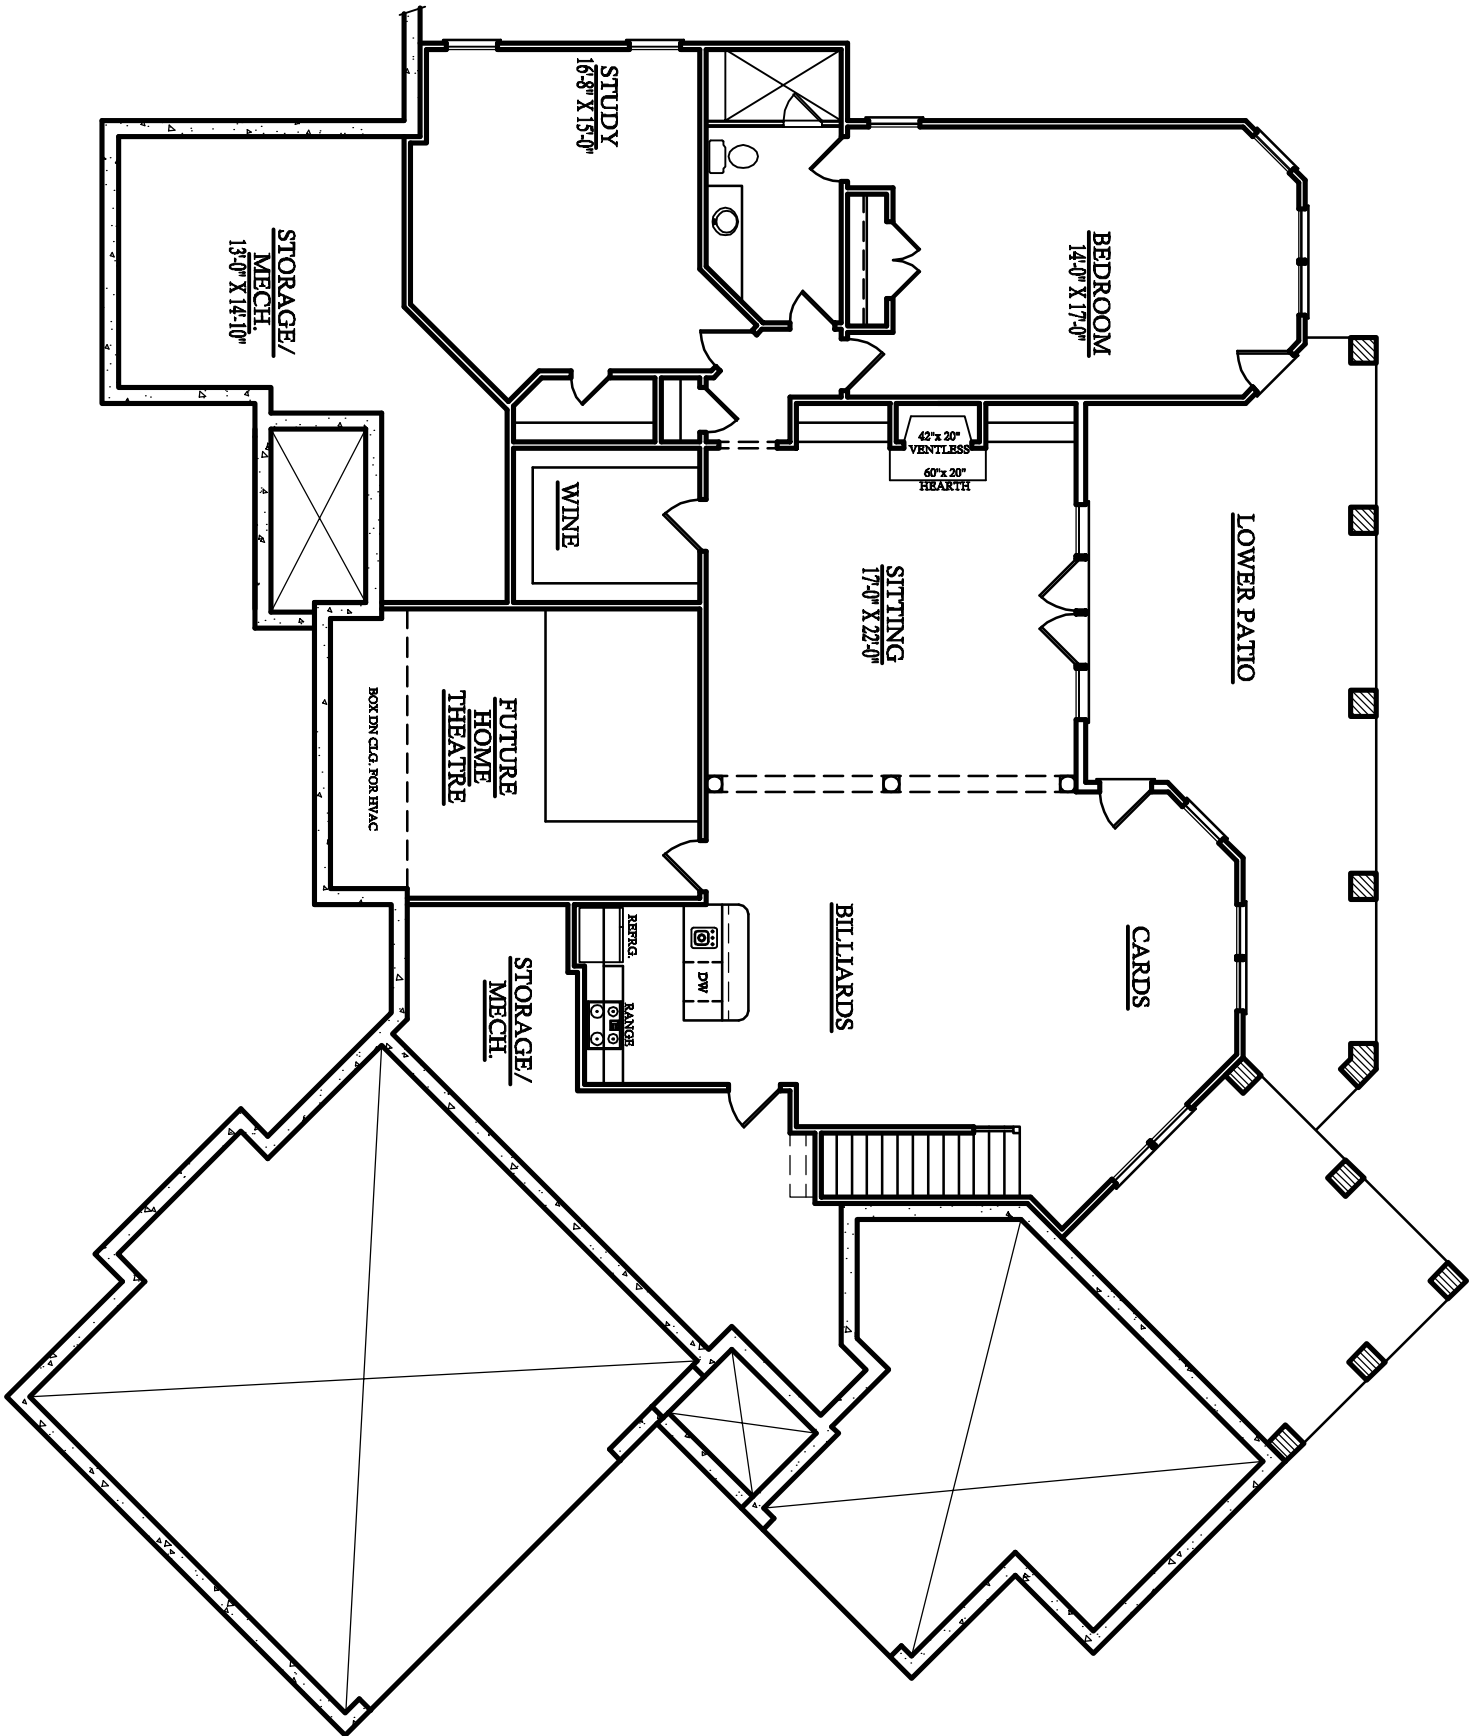 LOWER PATIO
BEDROOM
14'-0" X 17'-0"
CARDS
42"x 20"
VENTLESS
60"x 20"
HEARTH
SITTING
17'-0" X 22'-0"
BILLIARDS
STUDY
16'-8" X 15'-0"
WINE
DW
REFRG.
RANGE
FUTURE
HOME
THEATRE
STORAGE/
MECH.
BOX DN CLG. FOR HVAC
STORAGE/
MECH.
13'-0" X 14'-10"